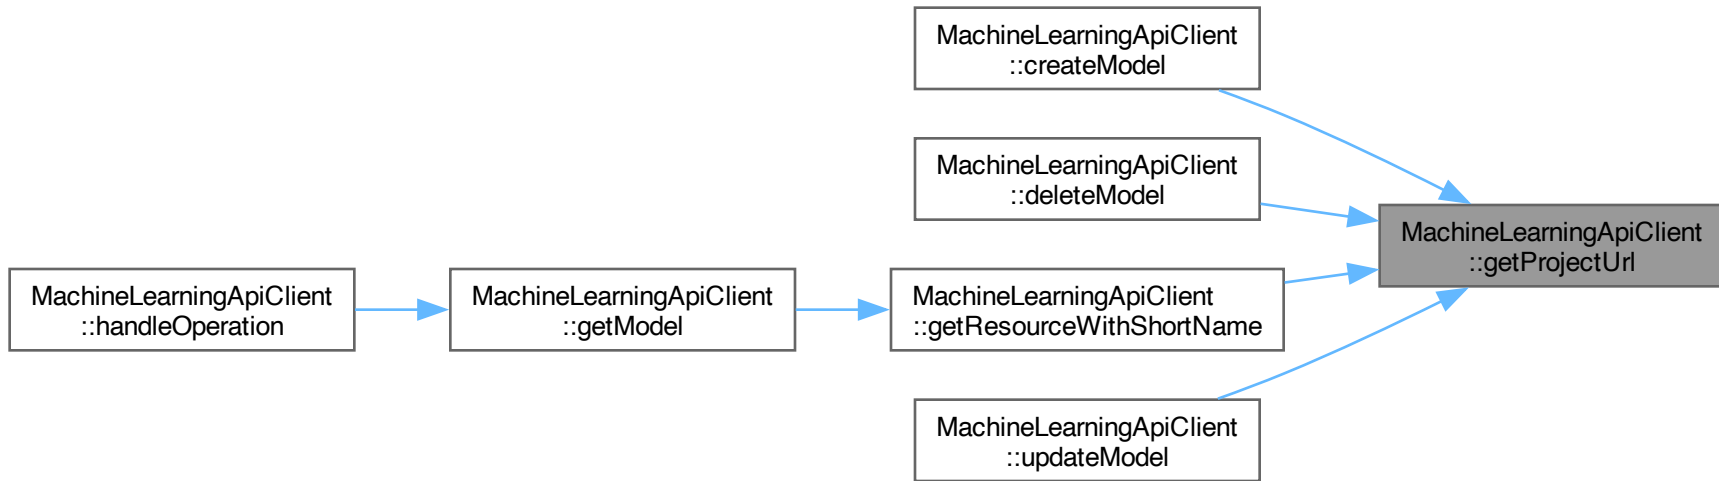 MachineLearningApiClient
::createModel
MachineLearningApiClient
::deleteModel
MachineLearningApiClient
::getProjectUrl
MachineLearningApiClient
::handleOperation
MachineLearningApiClient
::getModel
MachineLearningApiClient
::getResourceWithShortName
MachineLearningApiClient
::updateModel